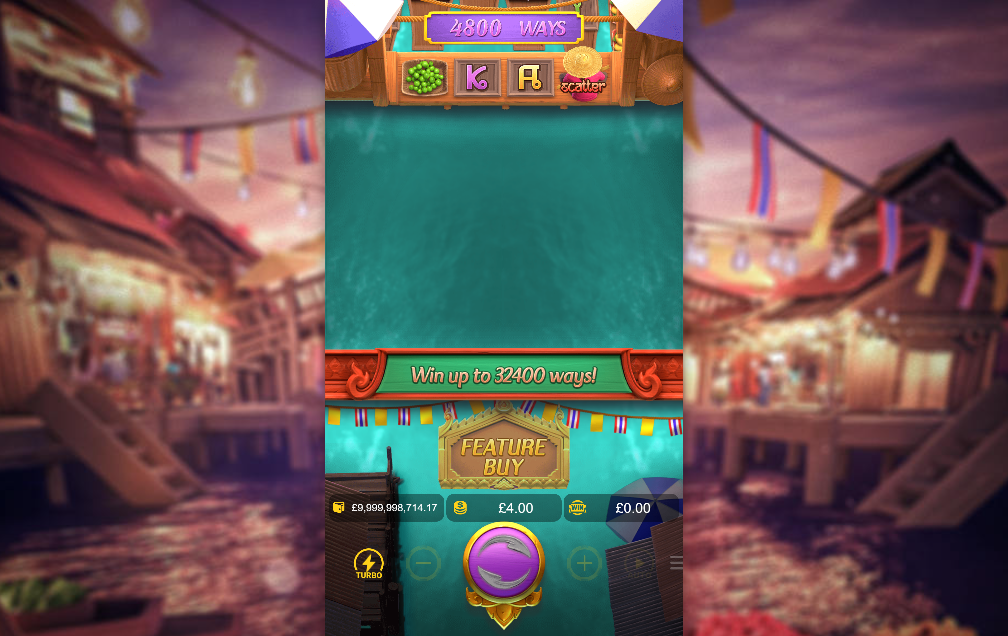 4800 WAYS
K A scatter
Win up to 32400 ways!
FEATURE
BUY
£9,999,998,714.17 £4.00 WIN £0.00
TURBO